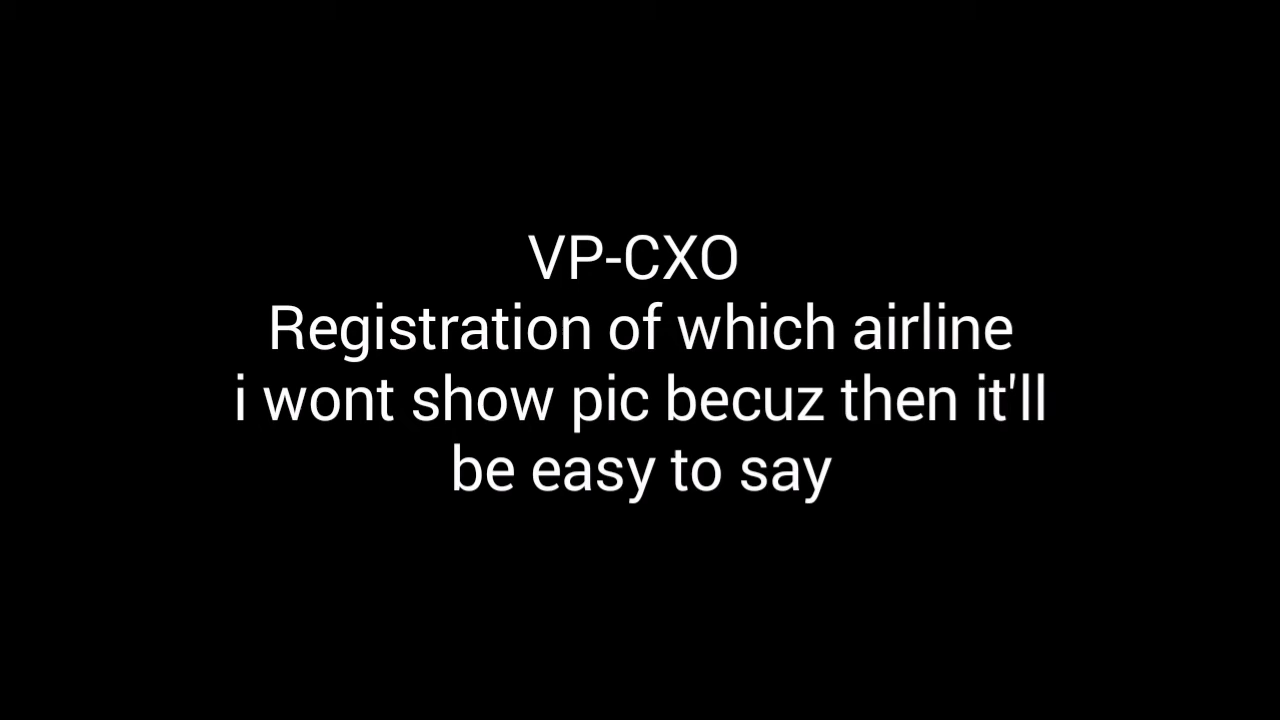 VP-CXO
Registration of which airline
i wont show pic becuz then it'll
be easy to say